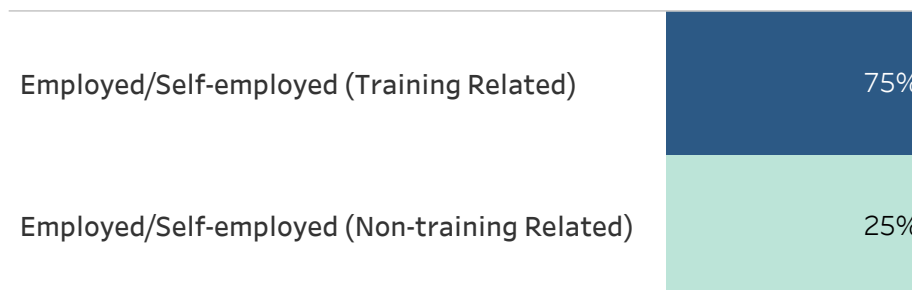 Employed/Self-employed (Training Related) 75%
Employed/Self-employed (Non-training Related) 25%